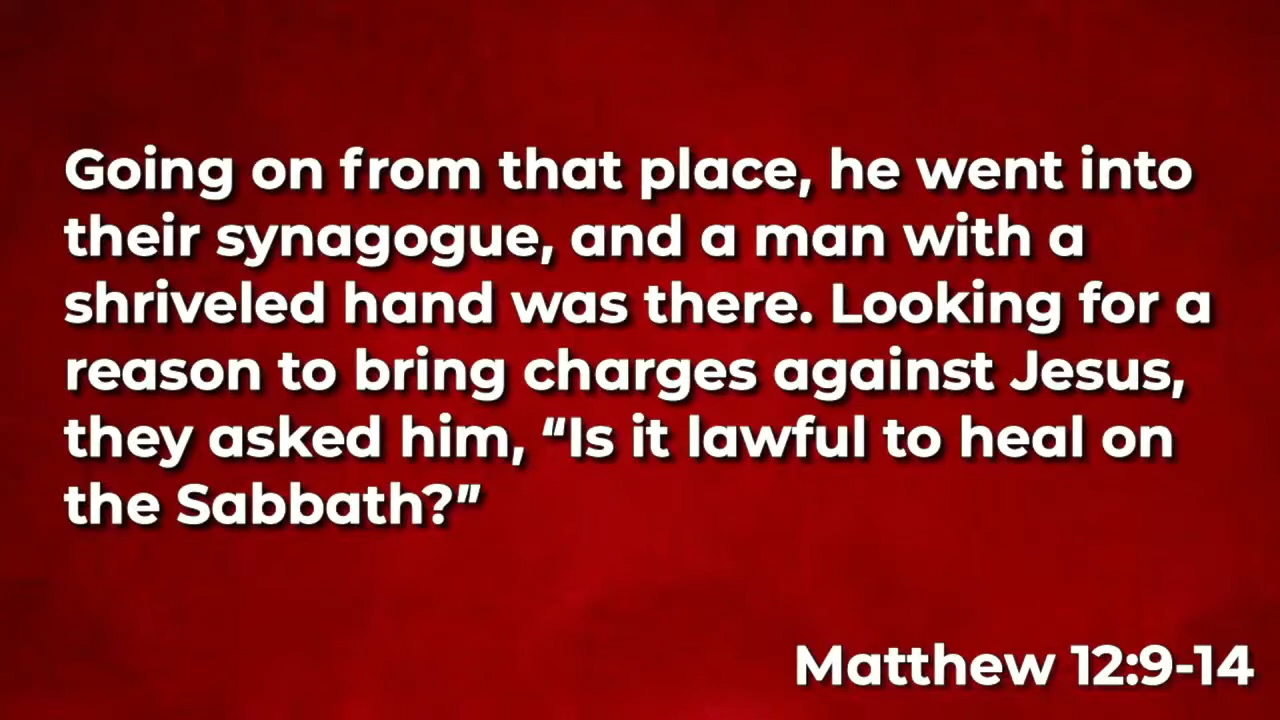 Going on from that place, he went into
their synagogue, and a man with a
shriveled hand was there. Looking for a
reason to bring charges against Jesus,
they asked him, “Is it lawful to heal on
the Sabbath?”
Matthew 12:9-14